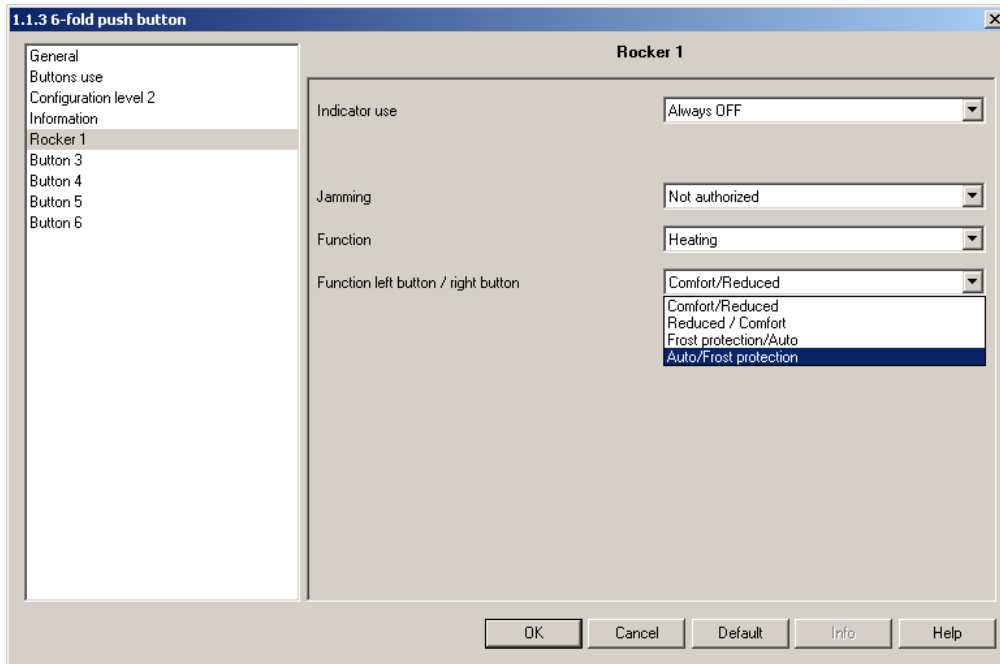 1.1.3 6-fold push button
General
Buttons use
Configuration level 2
Information
Rocker 1
Button 3
Button 4
Button 5
Button 6
Rocker 1
Indicator use Always OFF
Jamming Not authorized
Function Heating
Function left button / right button Comfort/Reduced
Comfort/Reduced
Reduced / Comfort
Frost protection/Auto
Auto/Frost protection
OK Cancel Default Info Help